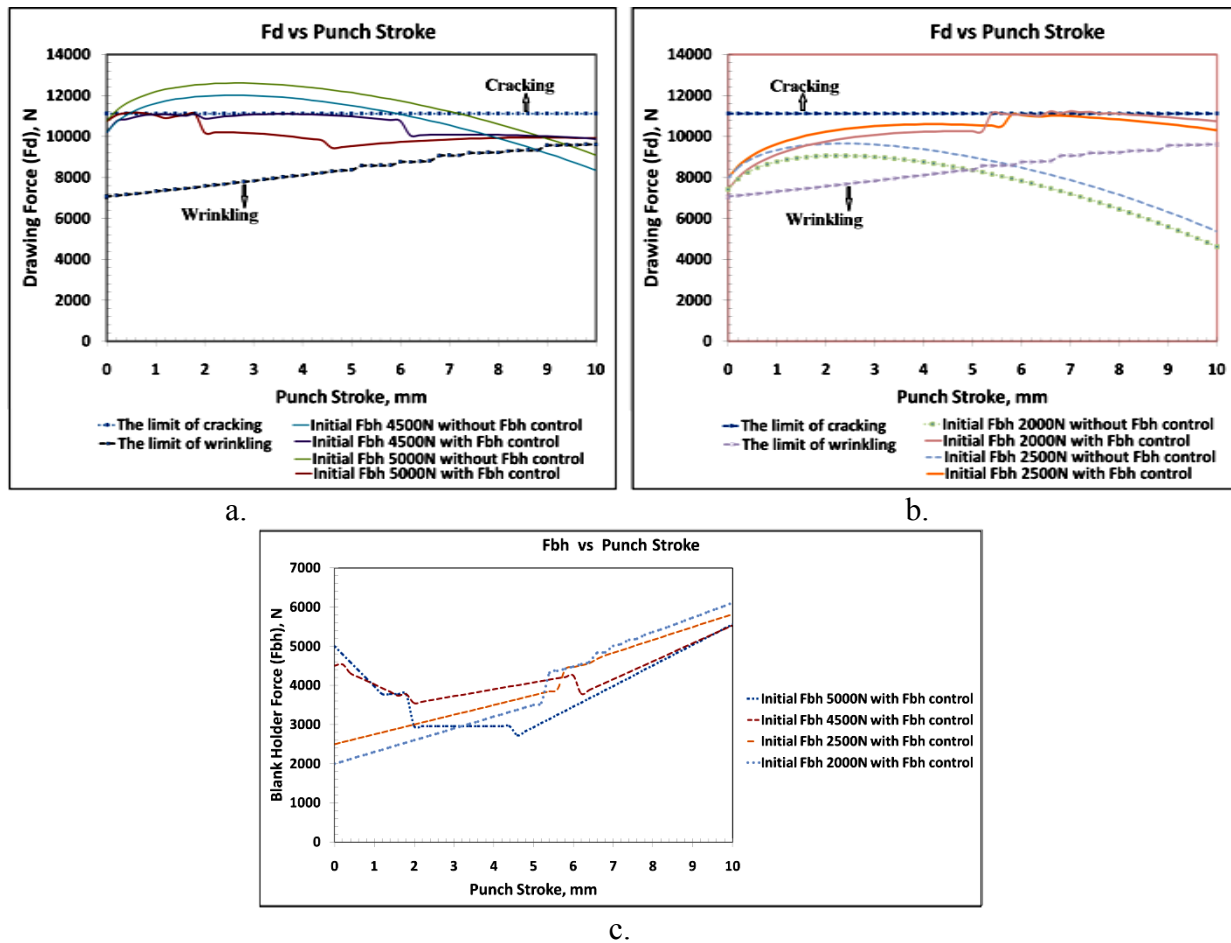 Fd vs Punch Stroke
14000
12000
10000
8000
6000
4000
2000
0
Drawing Force (Fd), N
Cracking
Wrinkling
0 1 2 3 4 5 6 7 8 9 10
Punch Stroke, mm
The limit of cracking
The limit of wrinkling
Initial Fbh 4500N without Fbh control
Initial Fbh 4500N with Fbh control
Initial Fbh 5000N without Fbh control
Initial Fbh 5000N with Fbh control
a.
Fd vs Punch Stroke
14000
12000
10000
8000
6000
4000
2000
0
Drawing Force (Fd), N
Cracking
Wrinkling
0 1 2 3 4 5 6 7 8 9 10
Punch Stroke, mm
The limit of cracking
The limit of wrinkling
Initial Fbh 2000N without Fbh control
Initial Fbh 2000N with Fbh control
Initial Fbh 2500N without Fbh control
Initial Fbh 2500N with Fbh control
b.
Fbh vs Punch Stroke
7000
6000
5000
4000
3000
2000
1000
0
Blank Holder Force (Fbh), N
0 1 2 3 4 5 6 7 8 9 10
Punch Stroke, mm
Initial Fbh 5000N with Fbh control
Initial Fbh 4500N with Fbh control
Initial Fbh 2500N with Fbh control
Initial Fbh 2000N with Fbh control
c.